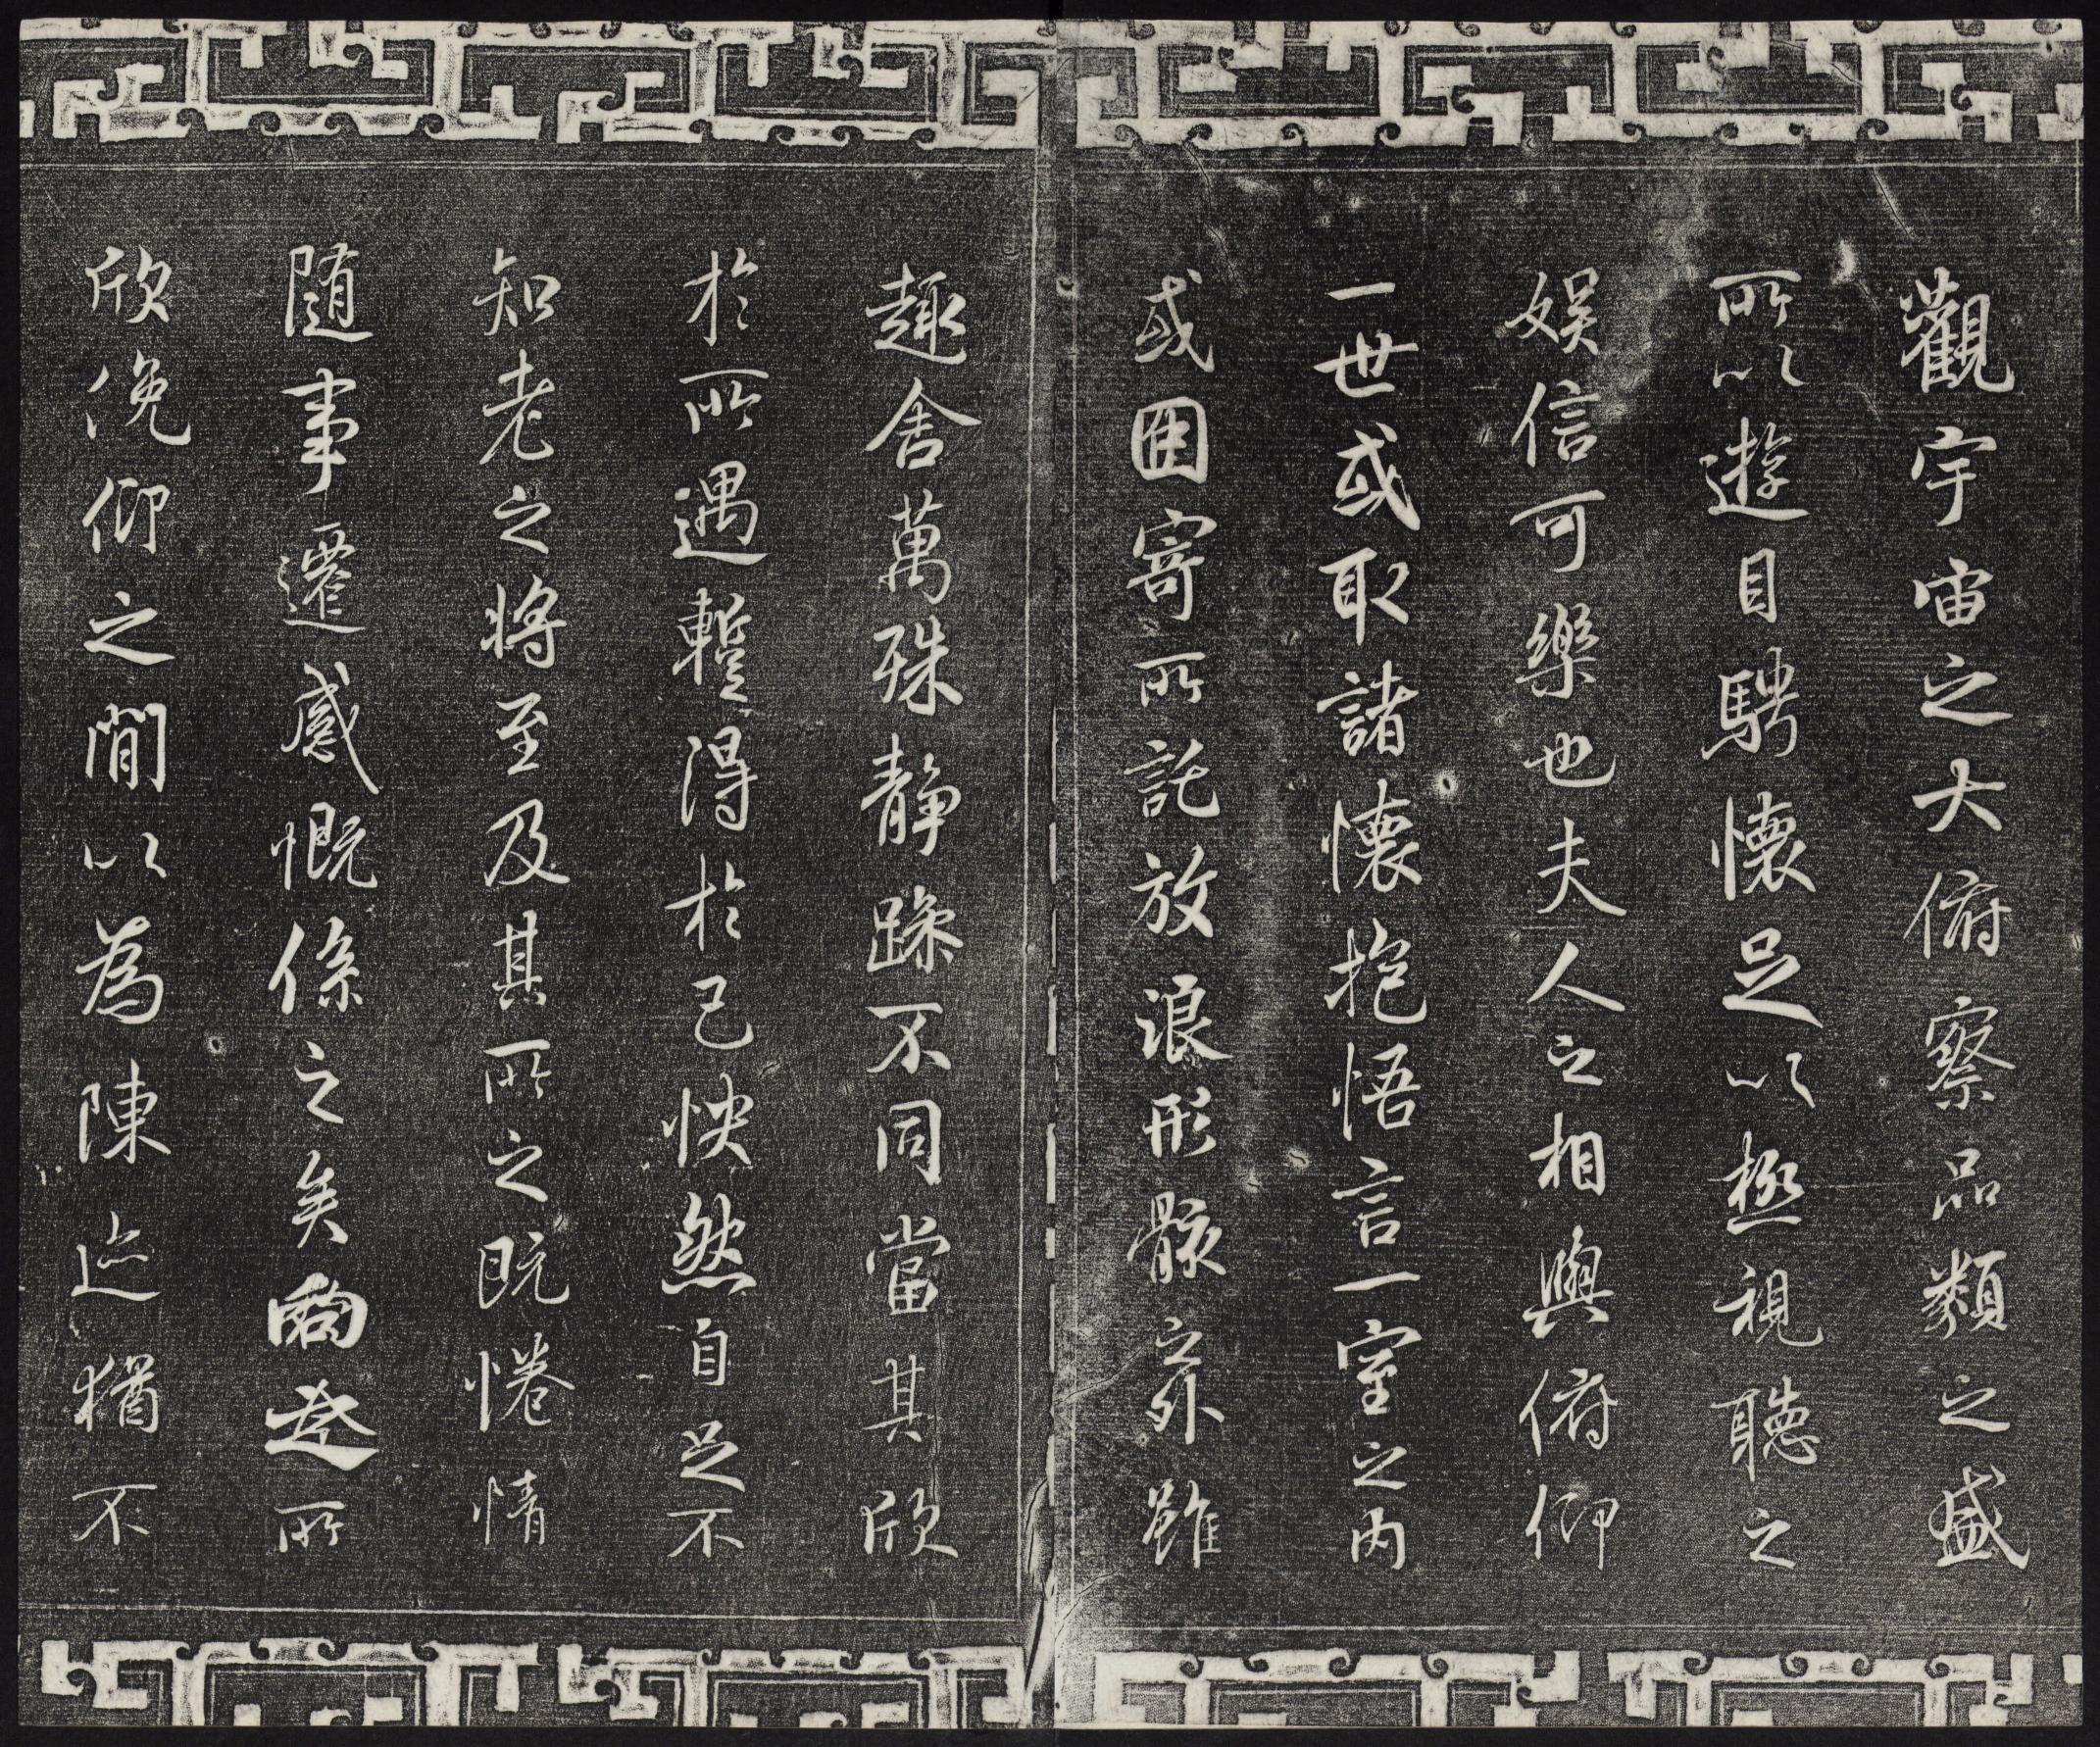 觀宇宙之大俯察品類之盛
所以遊目騁懷足以極視聽之
娛信可樂也夫人之相與俯仰
一世或取諸懷抱悟言一室之內
或因寄所託放浪形骸之外雖
趣舍萬殊靜躁不同當其欣
於所遇暫得於己怏然自足不
知老之將至及其所之既惓情
隨事遷感慨係之矣向之所
欣俛仰之閒以為陳迹猶不